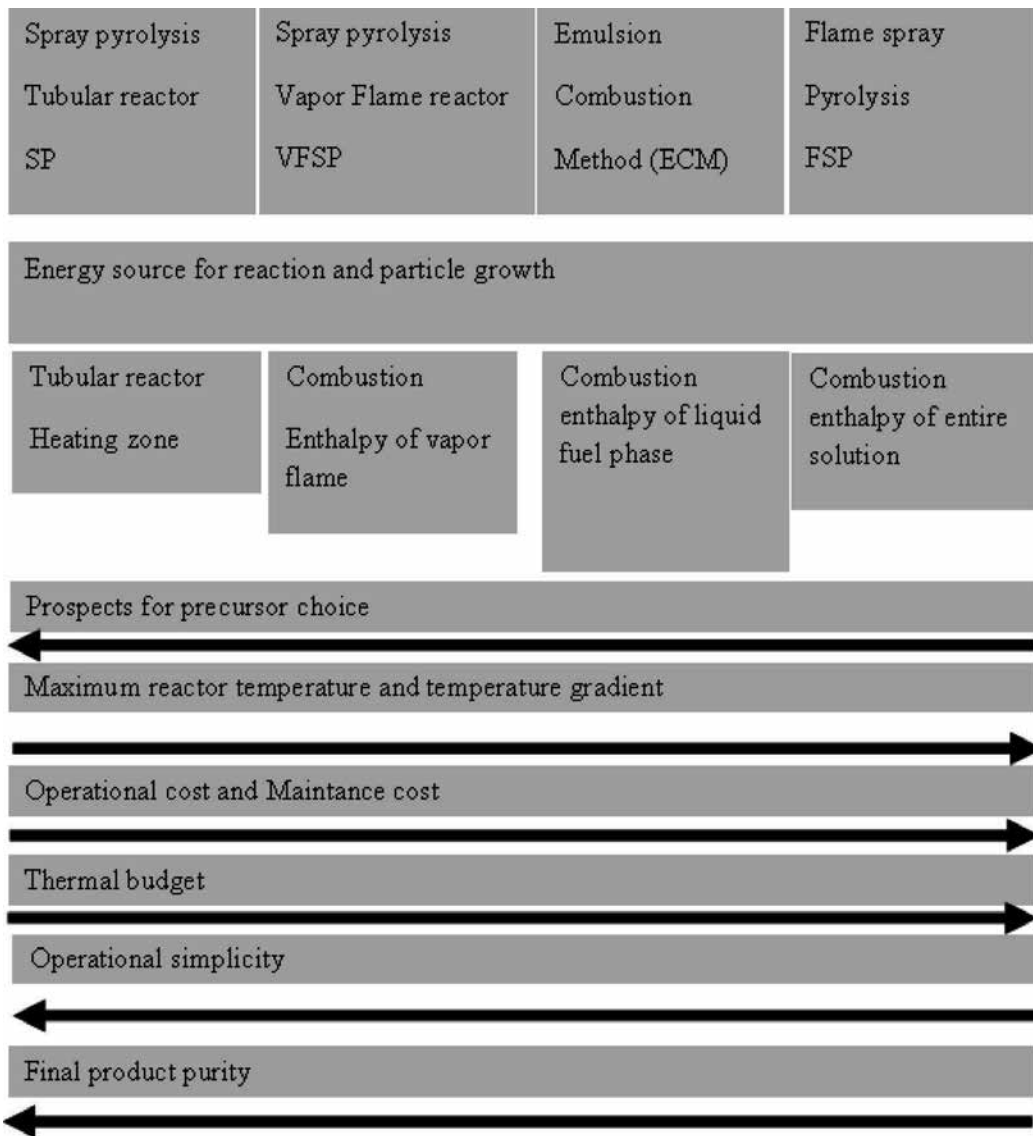 Spray pyrolysis
Tubular reactor
SP
Spray pyrolysis
Vapor Flame reactor
VFSP
Emulsion
Combustion
Method (ECM)
Flame spray
Pyrolysis
FSP
Energy source for reaction and particle growth
Tubular reactor
Heating zone
Combustion
Enthalpy of vapor
flame
Combustion
enthalpy of liquid
fuel phase
Combustion
enthalpy of entire
solution
Prospects for precursor choice
Maximum reactor temperature and temperature gradient
Operational cost and Maintance cost
Thermal budget
Operational simplicity
Final product purity